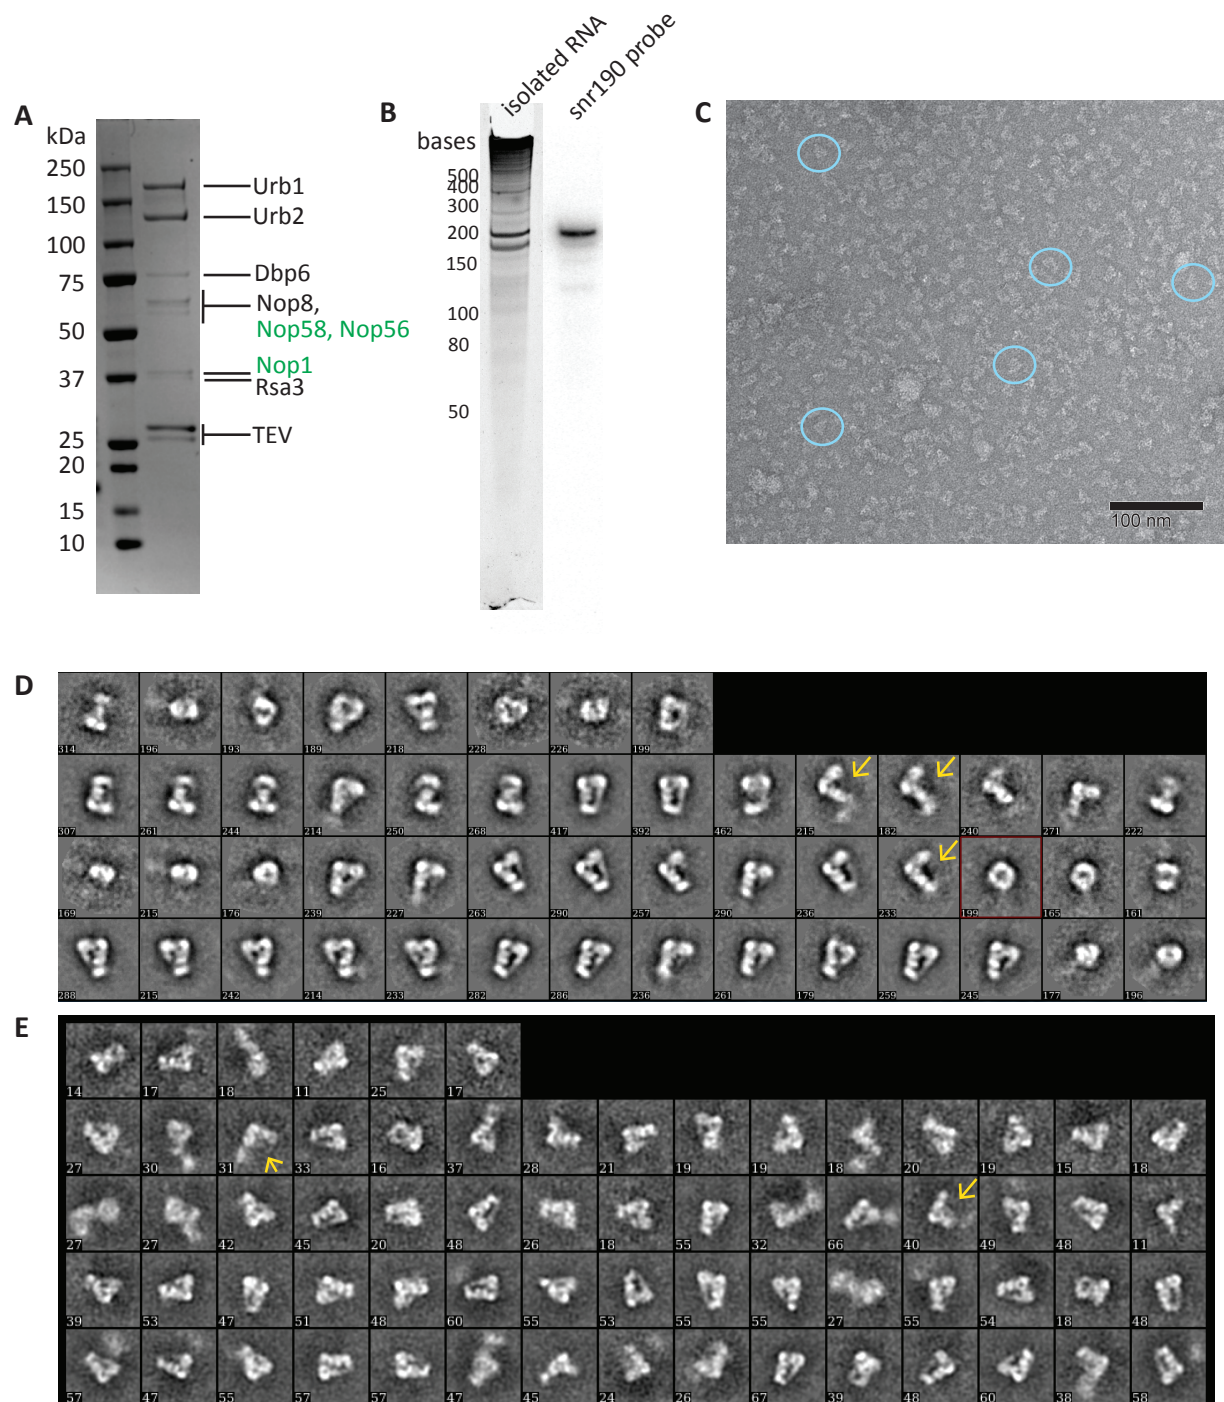 A
kDa
250
150
100
75
50
37
25
20
15
10
Urb1
Urb2
Dbp6
Nop8,
Nop58, Nop56
Nop1
Rsa3
TEV
B
isolated RNA
snr190 probe
bases
500
400
300
200
150
100
80
50
C
100 nm
D
314 196 193 189 218 228 226 199
307 261 244 214 250 268 417 392 462 215 182 240 271 222
169 215 176 239 227 263 290 257 290 236 233 199 165 161
288 215 242 214 233 282 286 236 261 179 259 245 177 196
E
14 17 18 11 25 17
27 30 31 33 16 37 28 21 19 19 18 20 19 15 18
27 27 42 45 20 48 26 18 55 32 66 40 49 48 11
39 53 47 51 48 60 55 53 55 55 27 55 54 18 48
57 47 55 57 57 47 45 24 26 67 39 48 60 38 58